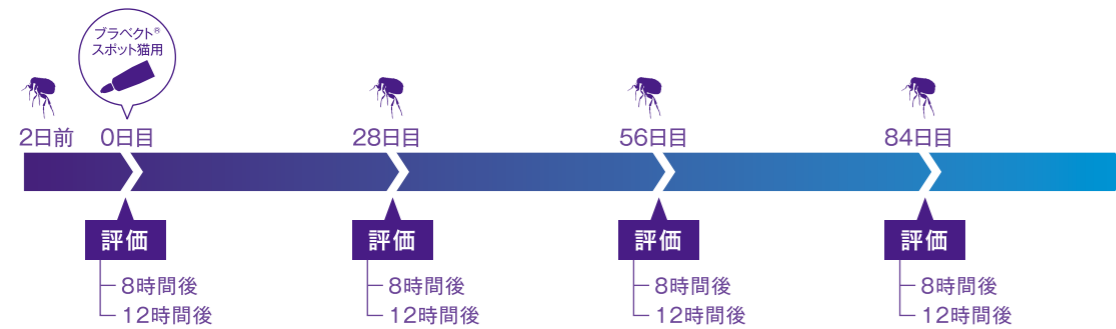 ブラベクト®
スポット猫用
2日前
0日目
28日目
56日目
84日目
評価
8時間後
12時間後
評価
8時間後
12時間後
評価
8時間後
12時間後
評価
8時間後
12時間後